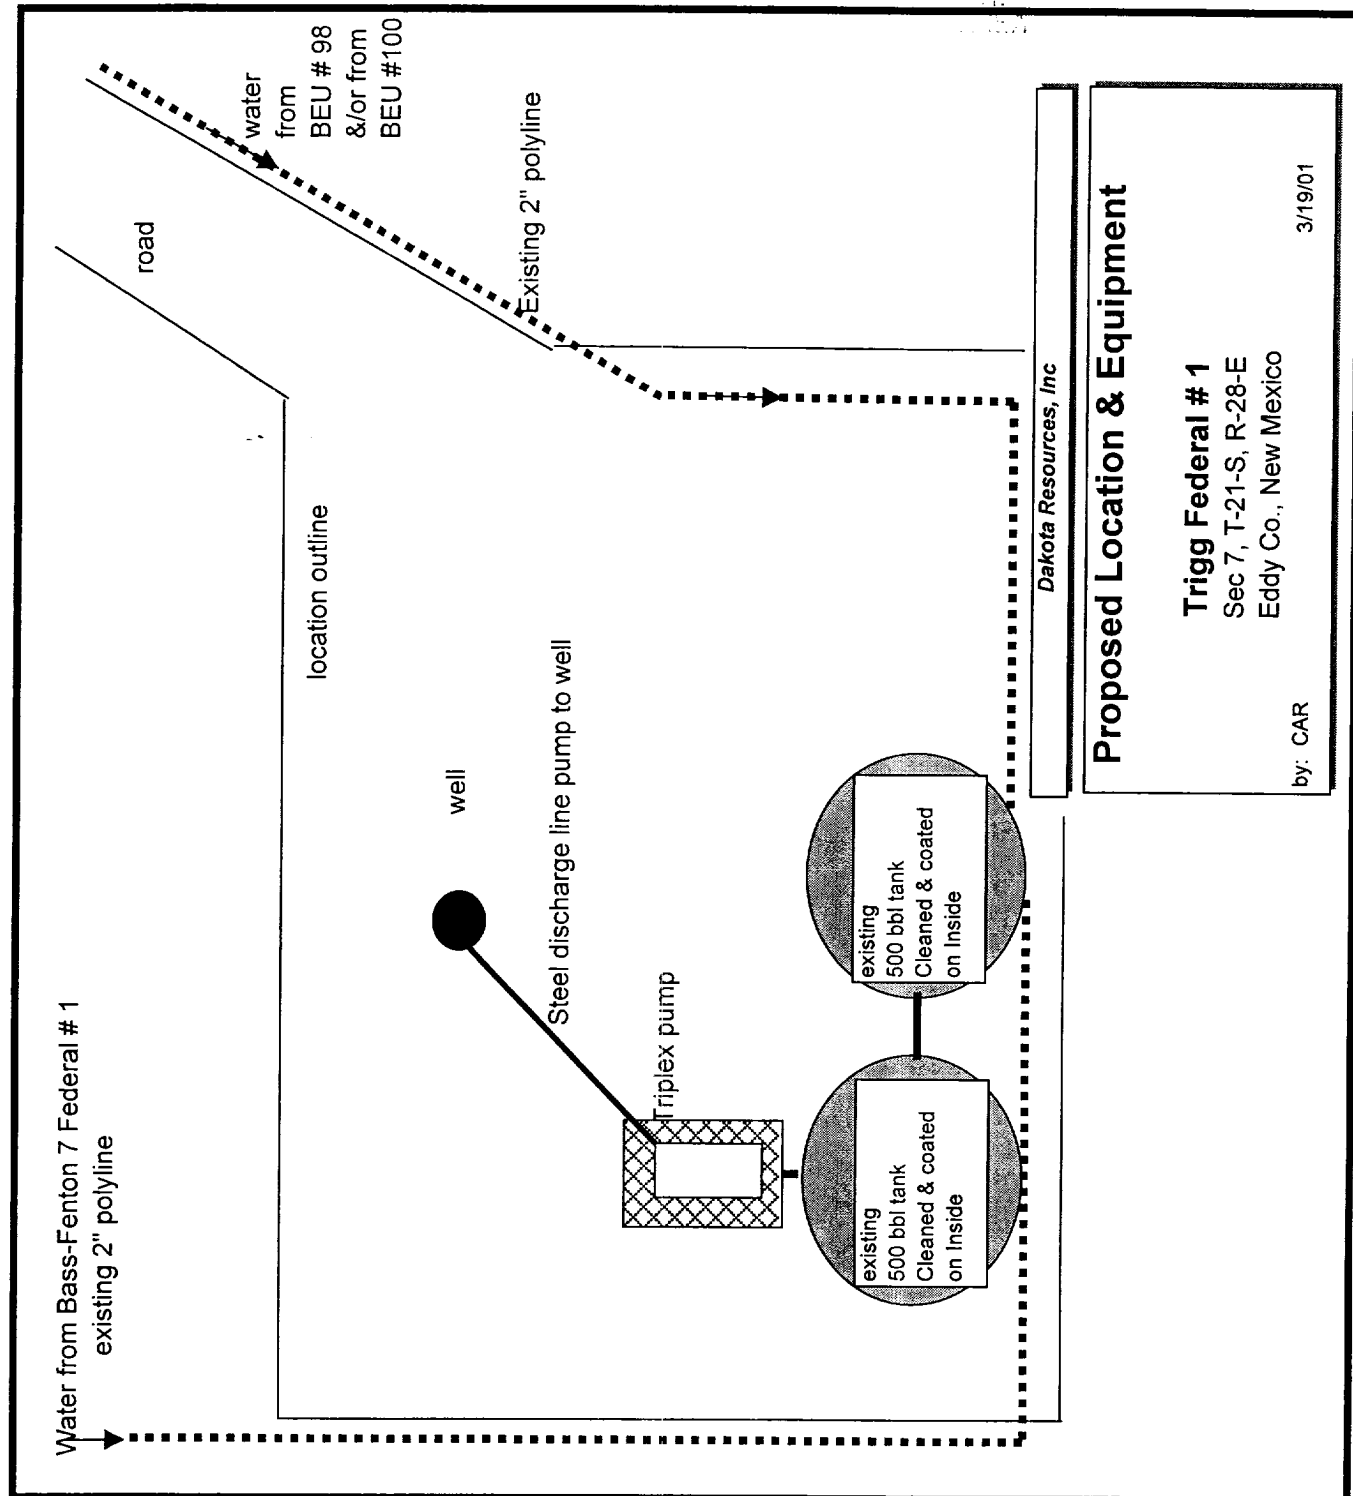 Water from Bass-Fenton 7 Federal # 1
existing 2" polyline
road
water
from
BEU # 98
&/or from
BEU #100
location outline
Existing 2" polyline
well
Steel discharge line pump to well
Triplex pump
existing
500 bbl tank
Cleaned & coated
on Inside
existing
500 bbl tank
Cleaned & coated
on Inside
Dakota Resources, Inc
Proposed Location & Equipment
Trigg Federal # 1
Sec 7, T-21-S, R-28-E
Eddy Co., New Mexico
by: CAR
3/19/01